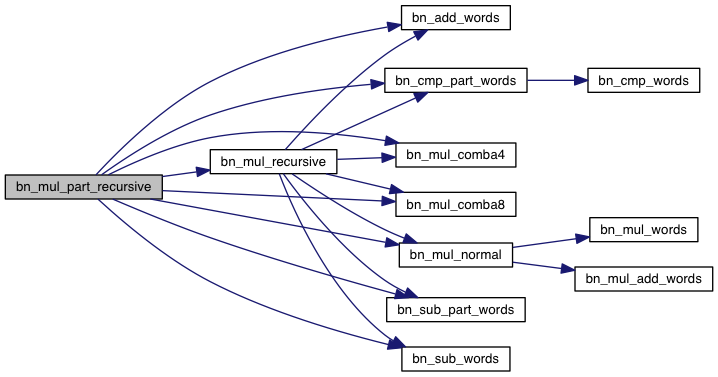 bn_add_words
bn_cmp_part_words
bn_cmp_words
bn_mul_comba4
bn_mul_recursive
bn_mul_part_recursive
bn_mul_comba8
bn_mul_words
bn_mul_normal
bn_mul_add_words
bn_sub_part_words
bn_sub_words